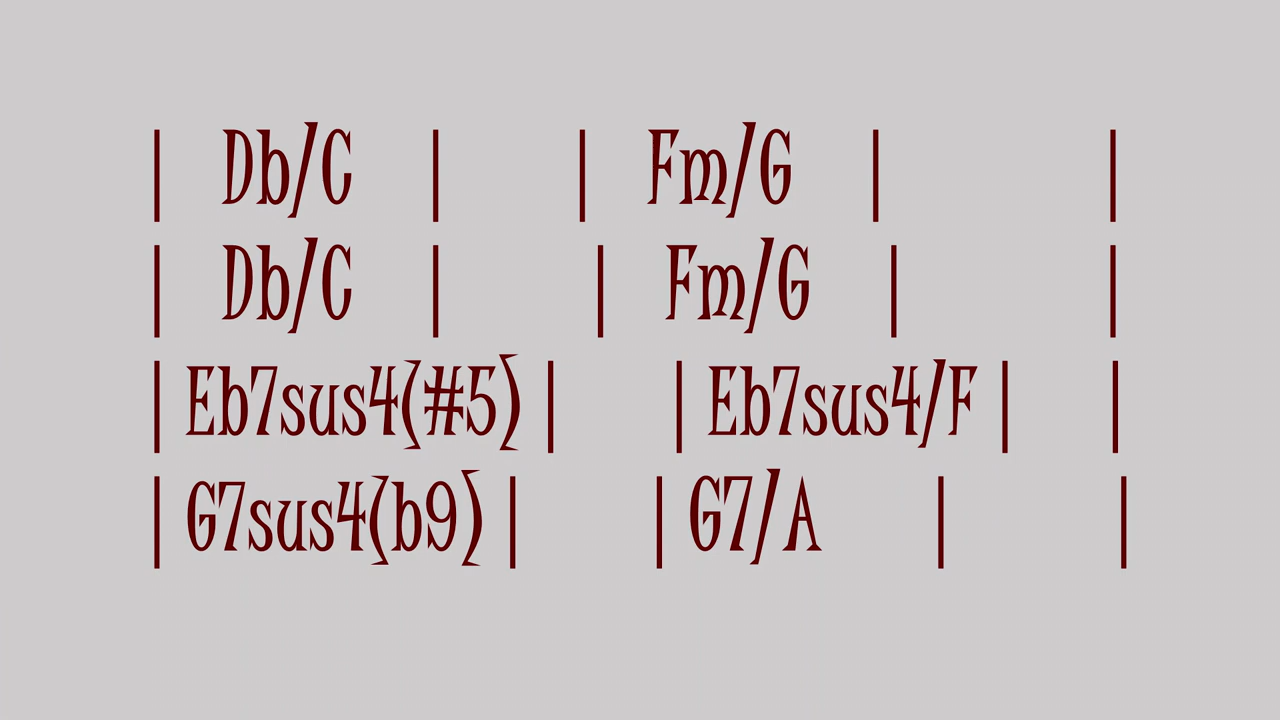 | Db/C | | Fm/G | |
| Db/C | | Fm/G | |
| Eb7sus4(#5) | | Eb7sus4/F | |
| G7sus4(b9) | | G7/A | |